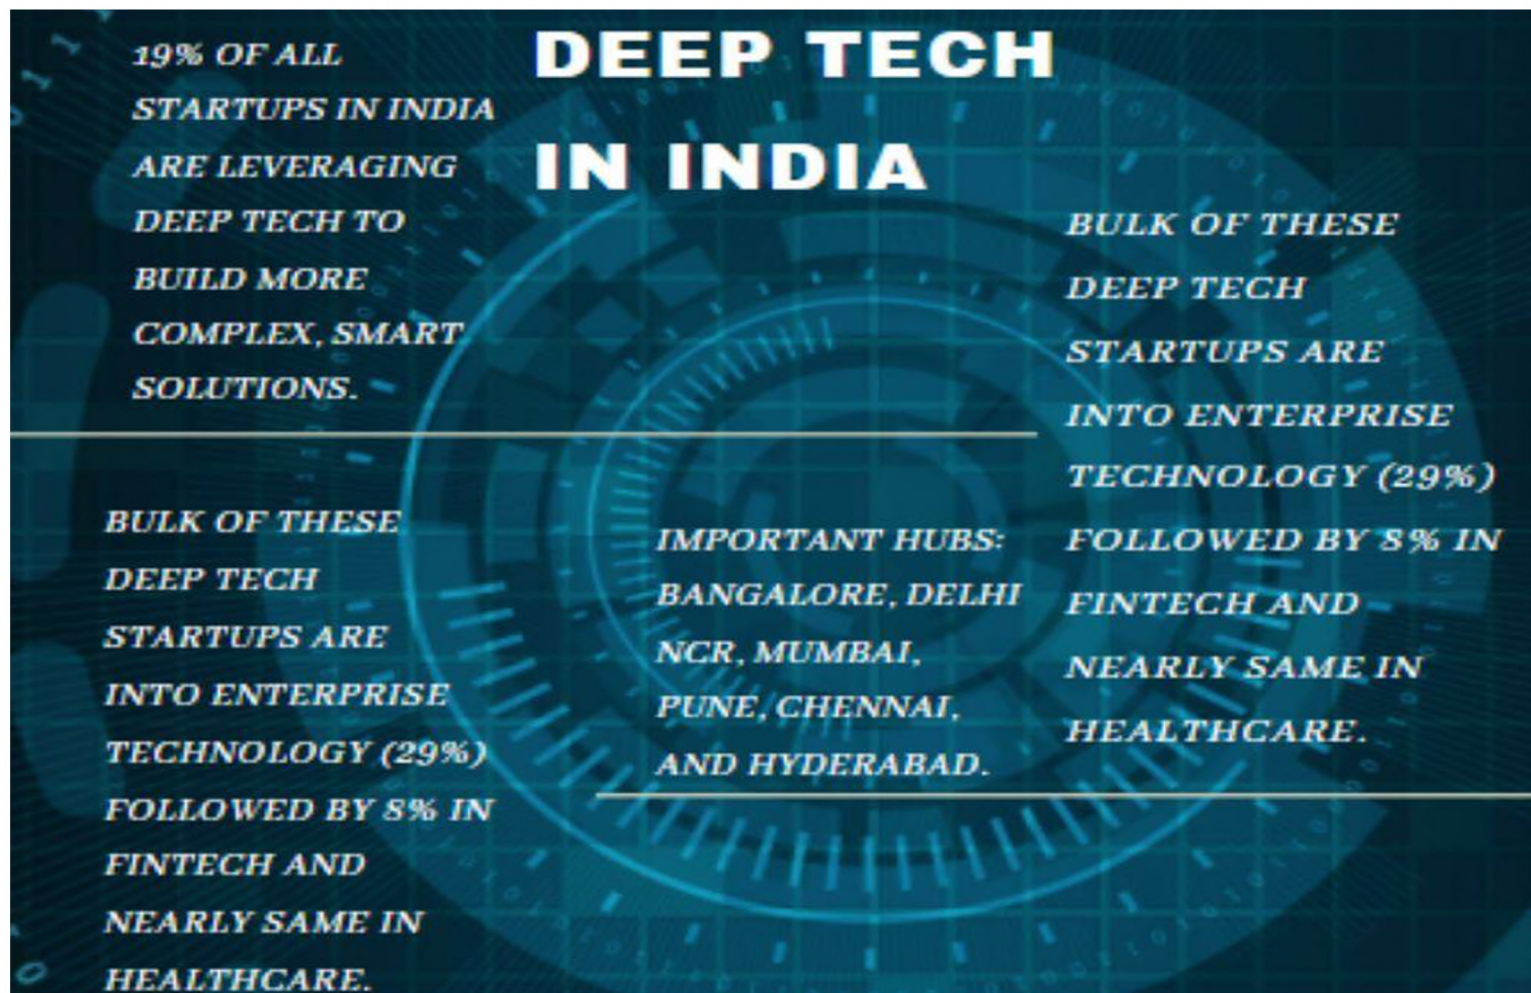 DEEP TECH
IN INDIA
19% OF ALL
STARTUPS IN INDIA
ARE LEVERAGING
DEEP TECH TO
BUILD MORE
COMPLEX, SMART
SOLUTIONS.
BULK OF THESE
DEEP TECH
STARTUPS ARE
INTO ENTERPRISE
TECHNOLOGY (29%)
FOLLOWED BY 8% IN
FINTECH AND
NEARLY SAME IN
HEALTHCARE.
IMPORTANT HUBS:
BANGALORE, DELHI
NCR, MUMBAI,
PUNE, CHENNAI,
AND HYDERABAD.
BULK OF THESE
DEEP TECH
STARTUPS ARE
INTO ENTERPRISE
TECHNOLOGY (29%)
FOLLOWED BY 8% IN
FINTECH AND
NEARLY SAME IN
HEALTHCARE.